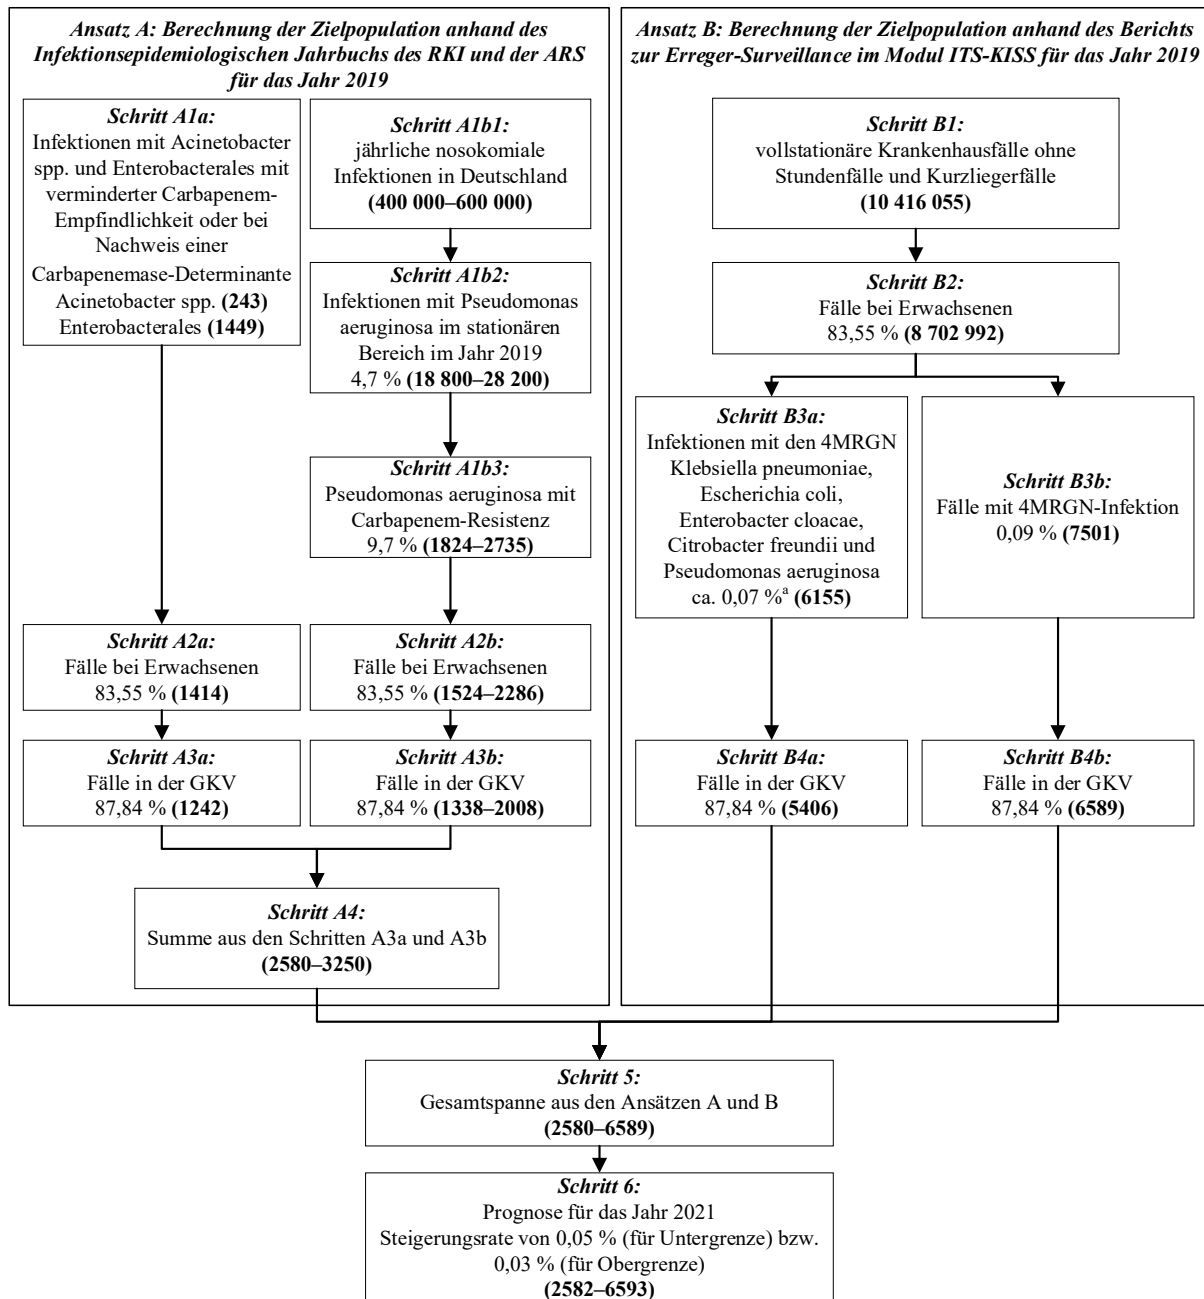 Ansatz A: Berechnung der Zielpopulation anhand des
Infektionsepidemiologischen Jahrbuchs des RKI und der ARS
für das Jahr 2019
Schritt A1a:
Infektionen mit Acinetobacter
spp. und Enterobacterales mit
verminderter Carbapenem-
Empfindlichkeit oder bei
Nachweis einer
Carbapenemase-Determinante
Acinetobacter spp. (243)
Enterobacterales (1449)
Schritt A1b1:
jährliche nosokomiale
Infektionen in Deutschland
(400 000–600 000)
Schritt A1b2:
Infektionen mit Pseudomonas
aeruginosa im stationären
Bereich im Jahr 2019
4,7 % (18 800–28 200)
Schritt A1b3:
Pseudomonas aeruginosa mit
Carbapenem-Resistenz
9,7 % (1824–2735)
Schritt A2a:
Fälle bei Erwachsenen
83,55 % (1414)
Schritt A2b:
Fälle bei Erwachsenen
83,55 % (1524–2286)
Schritt A3a:
Fälle in der GKV
87,84 % (1242)
Schritt A3b:
Fälle in der GKV
87,84 % (1338–2008)
Schritt A4:
Summe aus den Schritten A3a und A3b
(2580–3250)
Ansatz B: Berechnung der Zielpopulation anhand des Berichts
zur Erreger-Surveillance im Modul ITS-KISS für das Jahr 2019
Schritt B1:
vollstationäre Krankenhausfälle ohne
Stundenfälle und Kurzliegerfälle
(10 416 055)
Schritt B2:
Fälle bei Erwachsenen
83,55 % (8 702 992)
Schritt B3a:
Infektionen mit den 4MRGN
Klebsiella pneumoniae,
Escherichia coli,
Enterobacter cloacae,
Citrobacter freundii und
Pseudomonas aeruginosa
ca. 0,07 %ᵃ (6155)
Schritt B3b:
Fälle mit 4MRGN-Infektion
0,09 % (7501)
Schritt B4a:
Fälle in der GKV
87,84 % (5406)
Schritt B4b:
Fälle in der GKV
87,84 % (6589)
Schritt 5:
Gesamtspanne aus den Ansätzen A und B
(2580–6589)
Schritt 6:
Prognose für das Jahr 2021
Steigerungsrate von 0,05 % (für Untergrenze) bzw.
0,03 % (für Obergrenze)
(2582–6593)